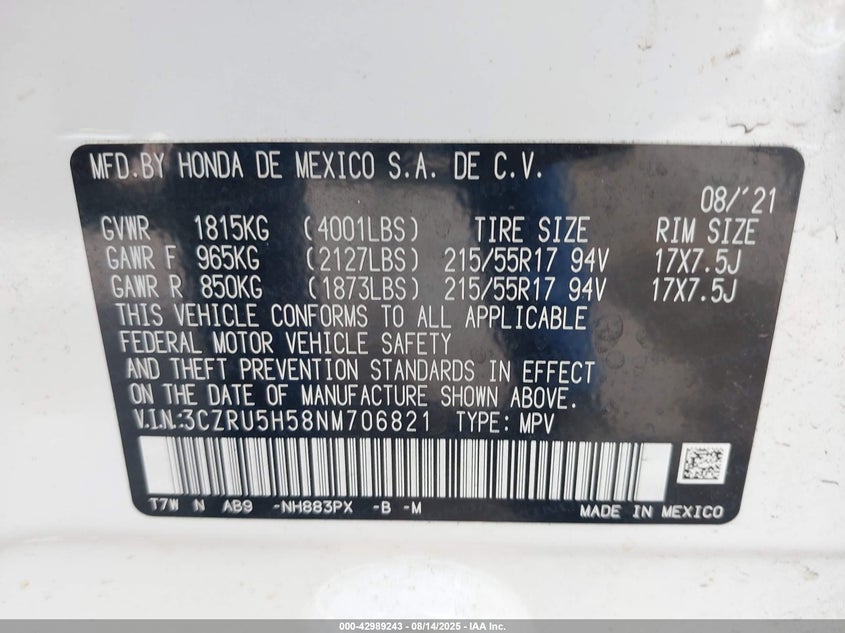 MFD.BY HONDA DE MEXICO S.A. DE C.V.
08/'21
GVWR 1815KG (4001LBS) TIRE SIZE RIM SIZE
GAWR F 965KG (2127LBS) 215/55R17 94V 17X7.5J
GAWR R 850KG (1873LBS) 215/55R17 94V 17X7.5J
THIS VEHICLE CONFORMS TO ALL APPLICABLE
FEDERAL MOTOR VEHICLE SAFETY
AND THEFT PREVENTION STANDARDS IN EFFECT
ON THE DATE OF MANUFACTURE SHOWN ABOVE.
V.I.N.:3CZRU5H58NM706821 TYPE: MPV
T7W N AB9 -NH883PX -B -M MADE IN MEXICO
000-42989243 - 08/14/2025 - IAA Inc.